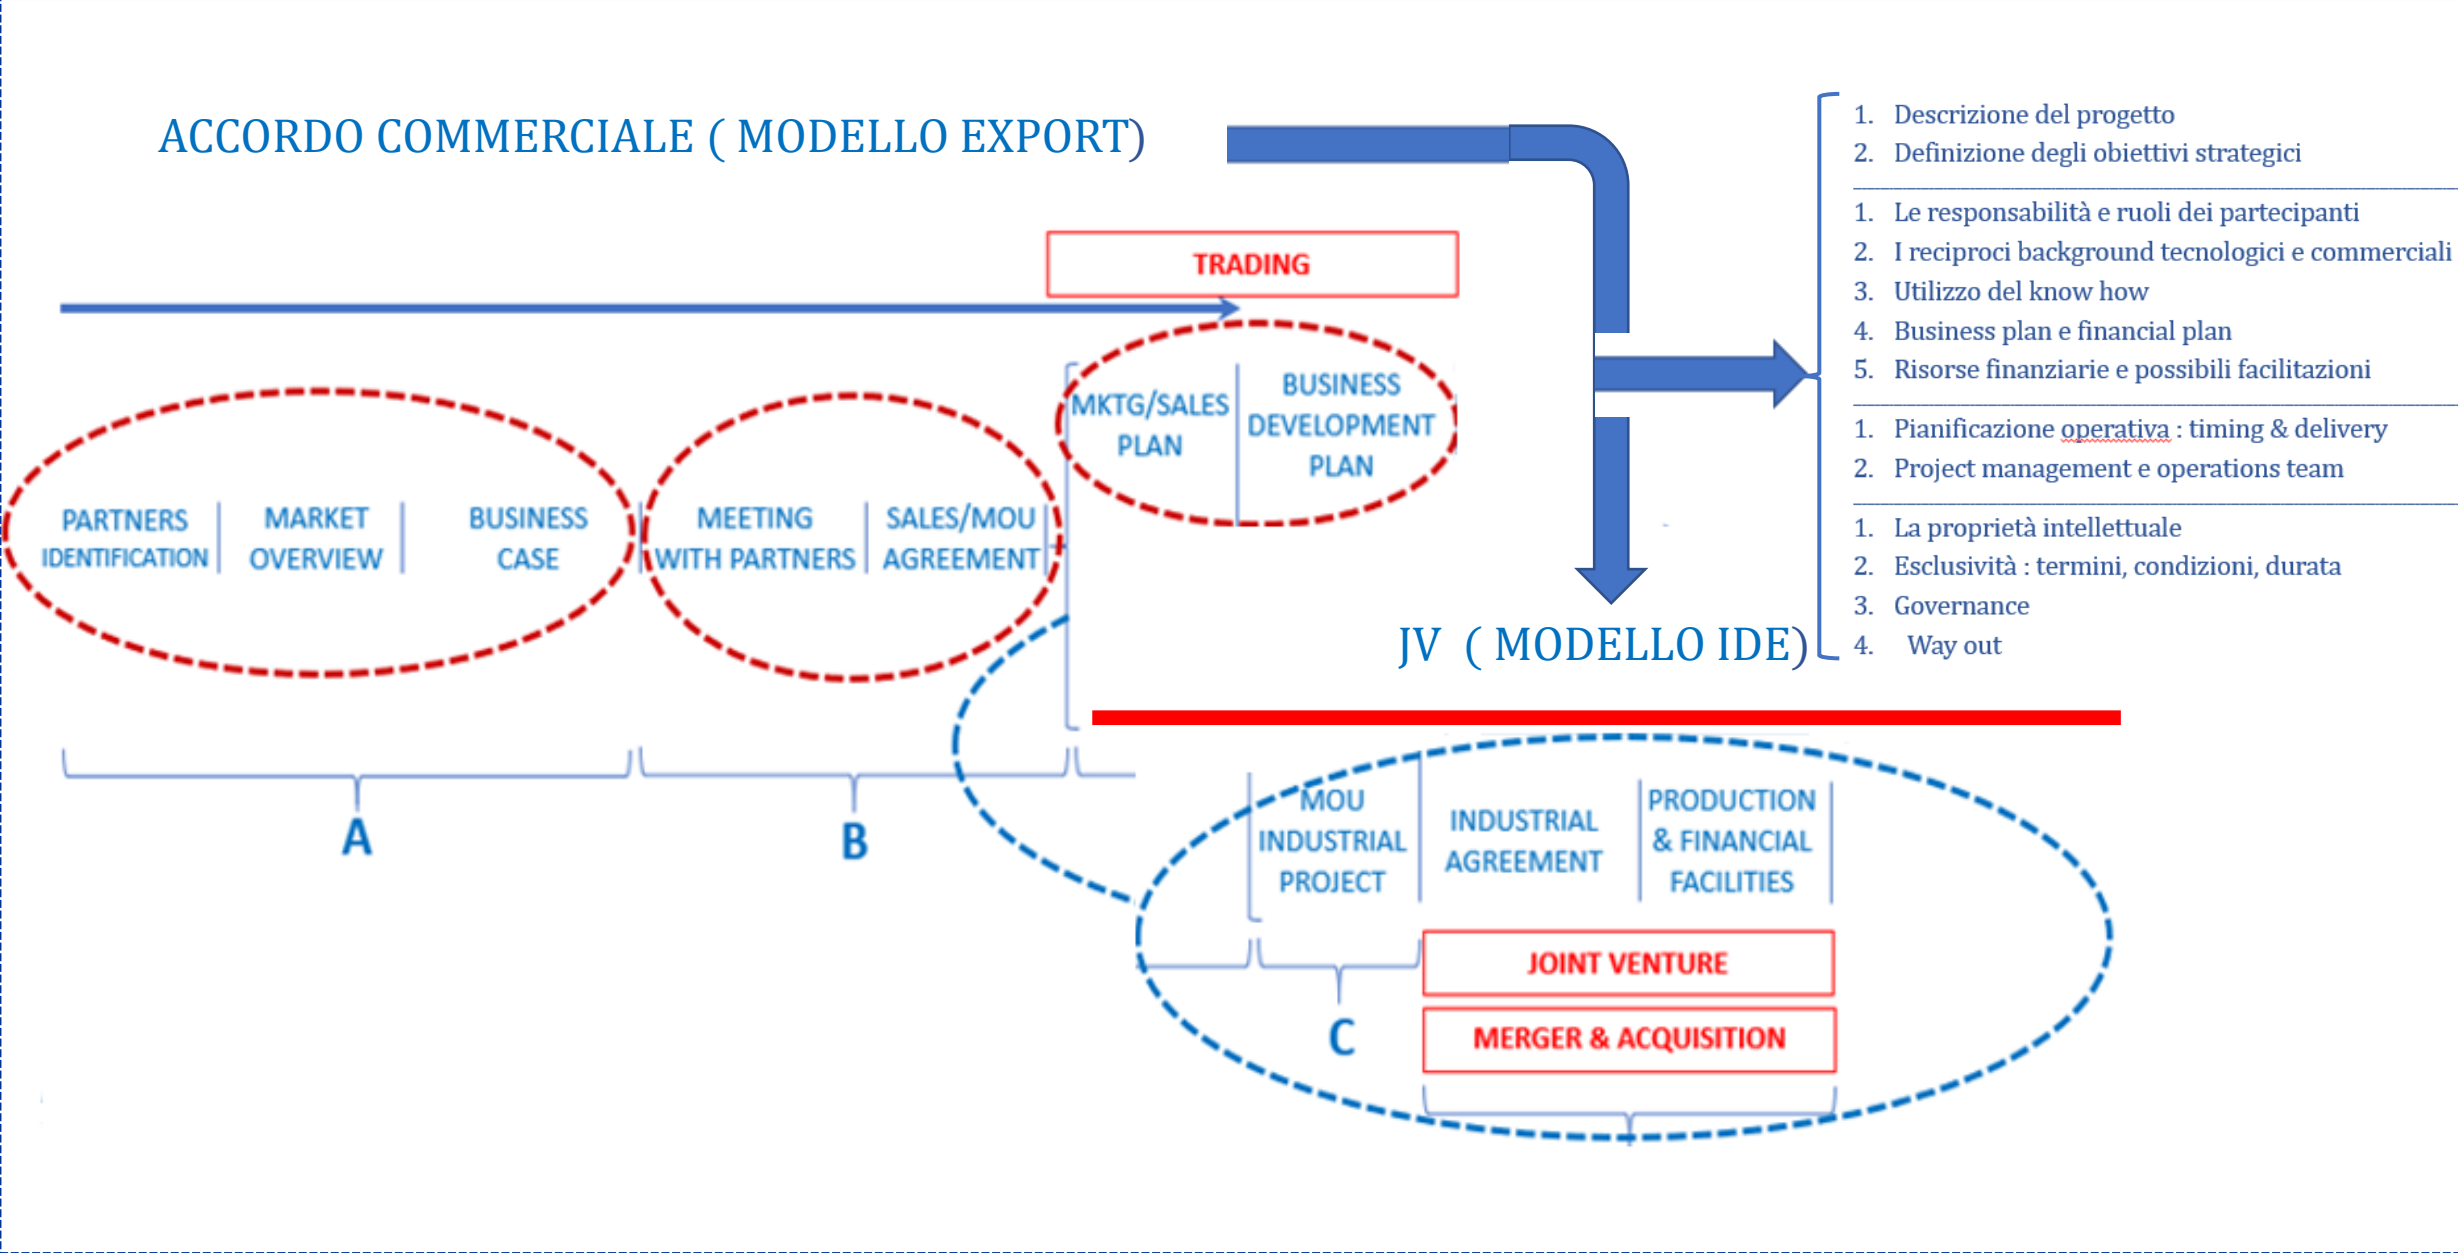 ACCORDO COMMERCIALE ( MODELLO EXPORT)
TRADING
PARTNERS
IDENTIFICATION
MARKET
OVERVIEW
BUSINESS
CASE
MEETING
WITH PARTNERS
SALES/MOU
AGREEMENT
MKTG/SALES
PLAN
BUSINESS
DEVELOPMENT
PLAN
A
B
1. Descrizione del progetto
2. Definizione degli obiettivi strategici
1. Le responsabilità e ruoli dei partecipanti
2. I reciproci background tecnologici e commerciali
3. Utilizzo del know how
4. Business plan e financial plan
5. Risorse finanziarie e possibili facilitazioni
1. Pianificazione operativa : timing & delivery
2. Project management e operations team
1. La proprietà intellettuale
2. Esclusività : termini, condizioni, durata
3. Governance
4. Way out
JV ( MODELLO IDE)
MOU
INDUSTRIAL
PROJECT
INDUSTRIAL
AGREEMENT
PRODUCTION
& FINANCIAL
FACILITIES
C
JOINT VENTURE
MERGER & ACQUISITION